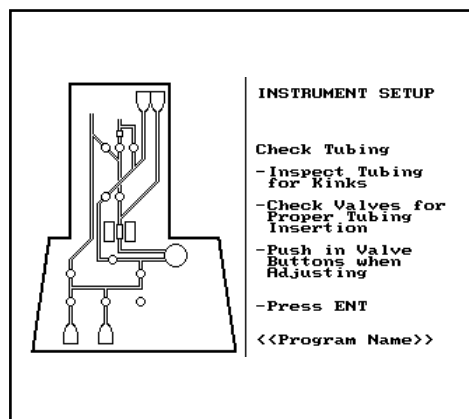 INSTRUMENT SETUP
Check Tubing
-Inspect Tubing
for Kinks
-Check Valves for
Proper Tubing
Insertion
-Push in Valve
Buttons when
Adjusting
-Press ENT
<<Program Name>>